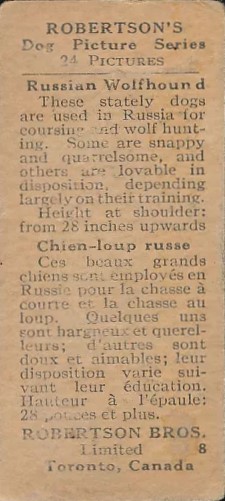 ROBERTSON'S
Dog Picture Series
24 PICTURES
Russian Wolfhound
These stately dogs
are used in Russia for
coursing and wolf hunt-
ing. Some are snappy
and quarrelsome, and
others are lovable in
disposition, depending
largely on their training.
Height at shoulder:
from 28 inches upwards
Chien-loup russe
Ces beaux grands
chiens sont employés en
Russie pour la chasse à
courte et la chasse au
loup. Quelques uns
sont hargneux et querel-
leurs; d'autres sont
doux et aimables; leur
disposition varie sui-
vant leur éducation.
Hauteur à l'épaule:
28 pouces et plus.
ROBERTSON BROS.
Limited 8
Toronto, Canada